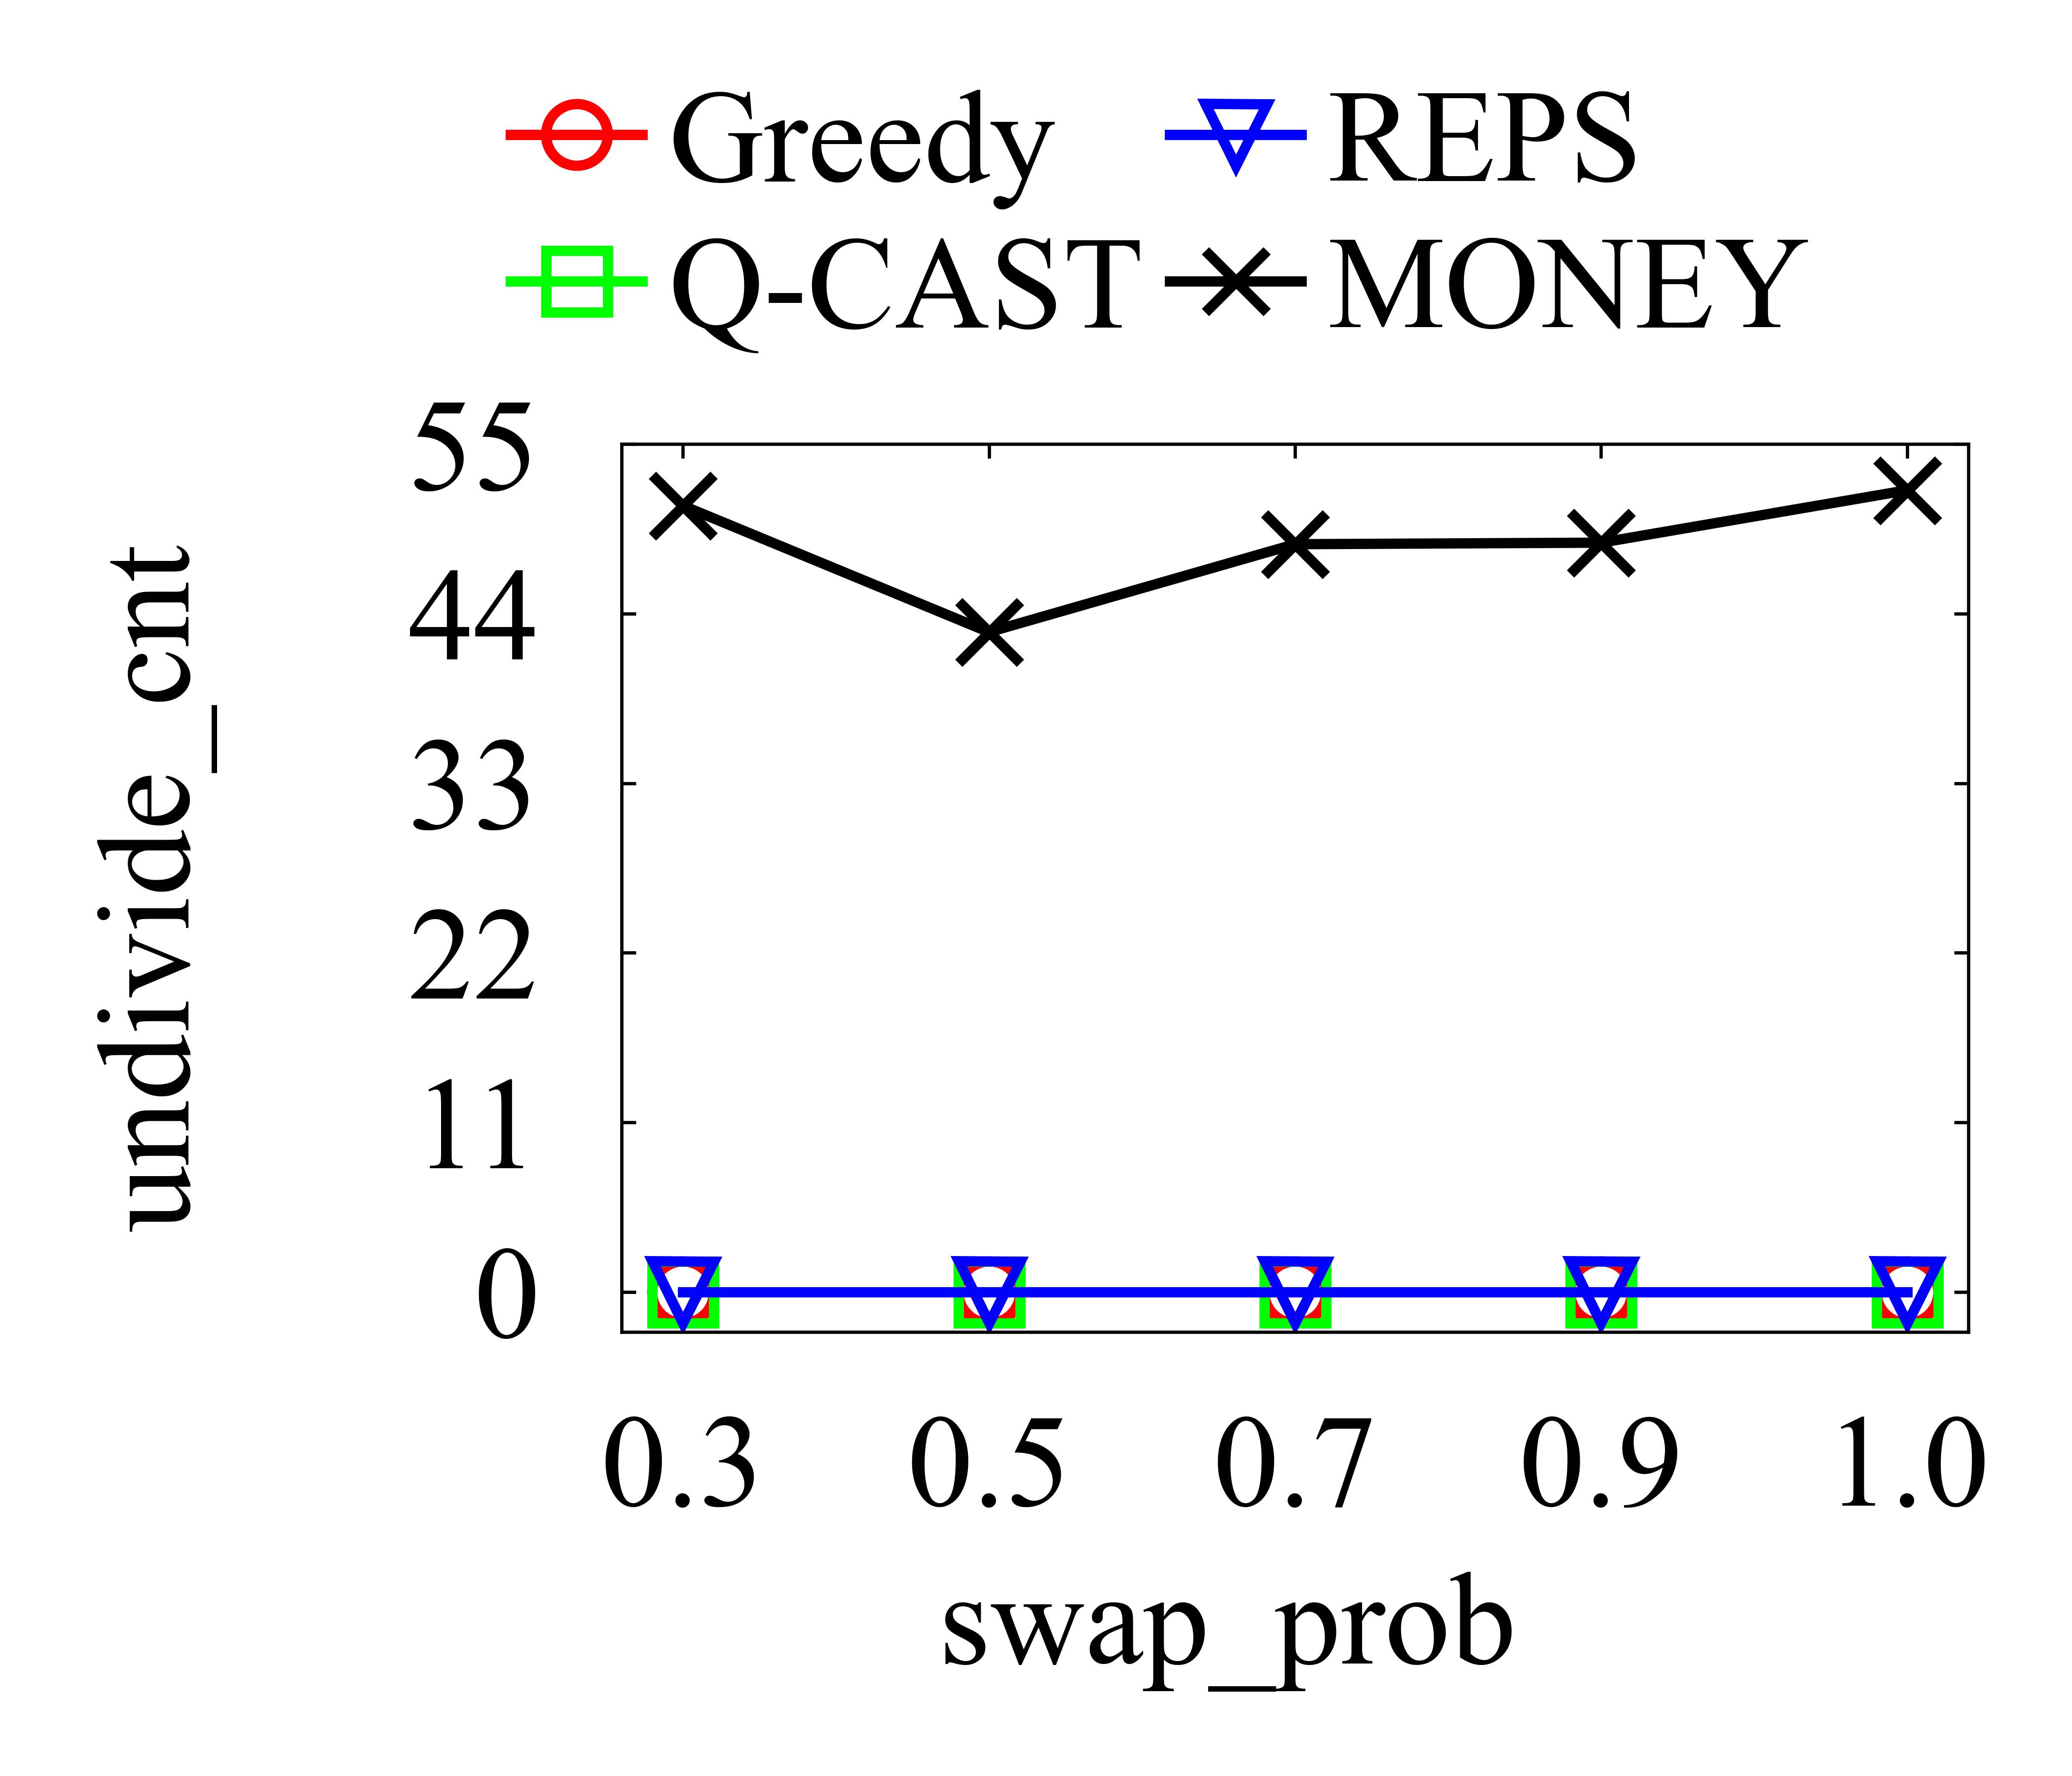 Greedy REPS
Q-CAST MONEY
undivide_cnt
55
44
33
22
11
0
0.3 0.5 0.7 0.9 1.0
swap_prob